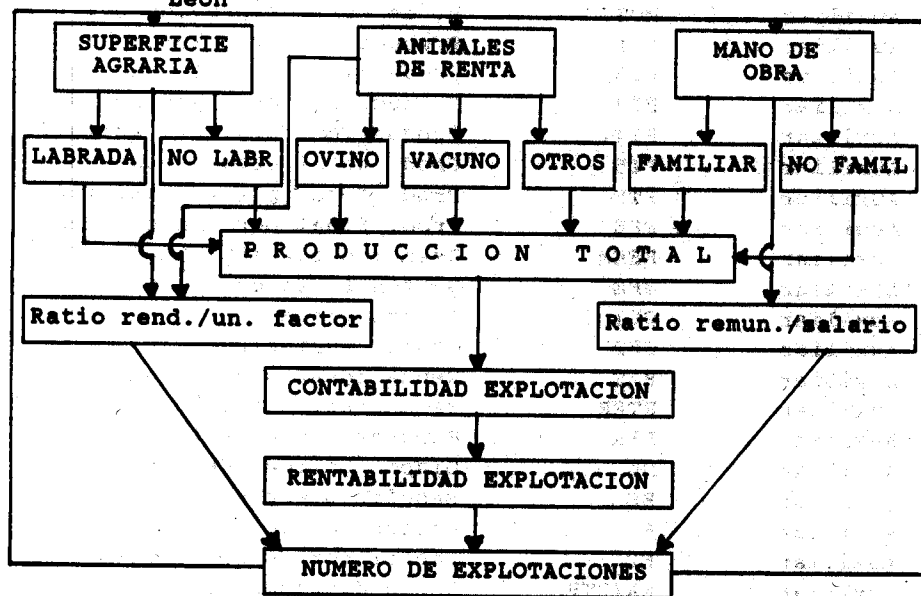 León
SUPERFICIE
AGRARIA
ANIMALES
DE RENTA
MANO DE
OBRA
LABRADA
NO LABR
OVINO
VACUNO
OTROS
FAMILIAR
NO FAMIL
P R O D U C C I O N T O T A L
Ratio rend./un. factor
Ratio remun./salario
CONTABILIDAD EXPLOTACION
RENTABILIDAD EXPLOTACION
NUMERO DE EXPLOTACIONES